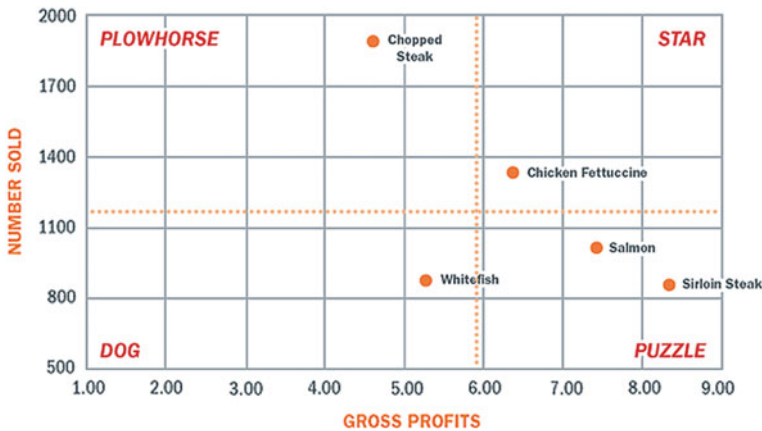 2000
PLOWHORSE
Chopped
Steak
STAR
1700
1400
Chicken Fettuccine
NUMBER SOLD
1100
Salmon
Whitefish
Sirloin Steak
800
DOG
PUZZLE
500
1.00 2.00 3.00 4.00 5.00 6.00 7.00 8.00 9.00
GROSS PROFITS